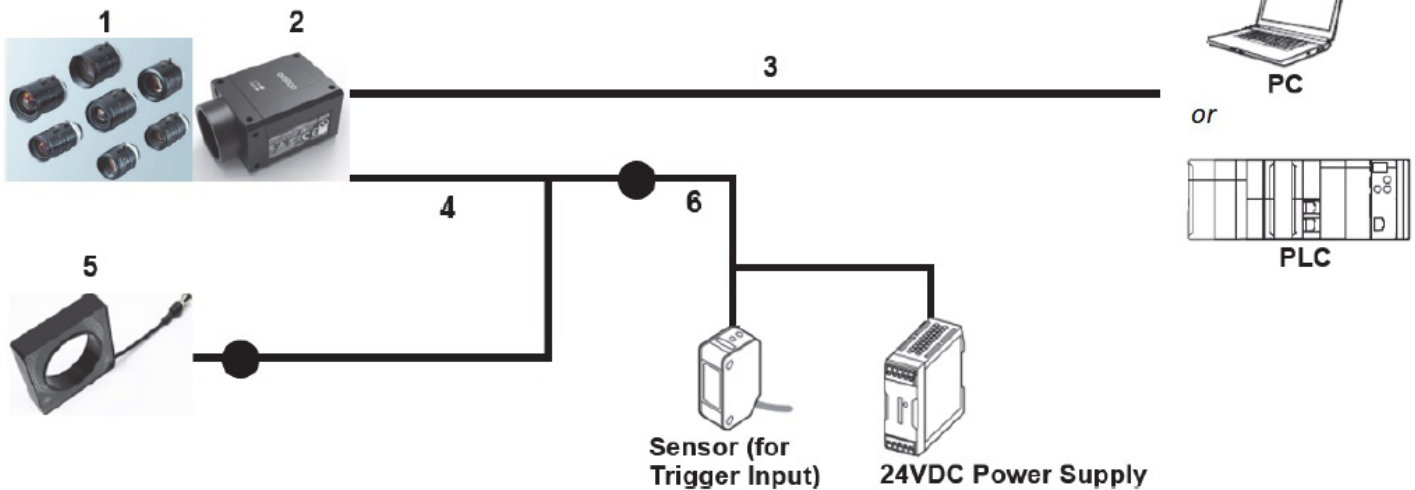 1
2
3
PC
or
4
6
PLC
5
Sensor (for
Trigger Input)
24VDC Power Supply